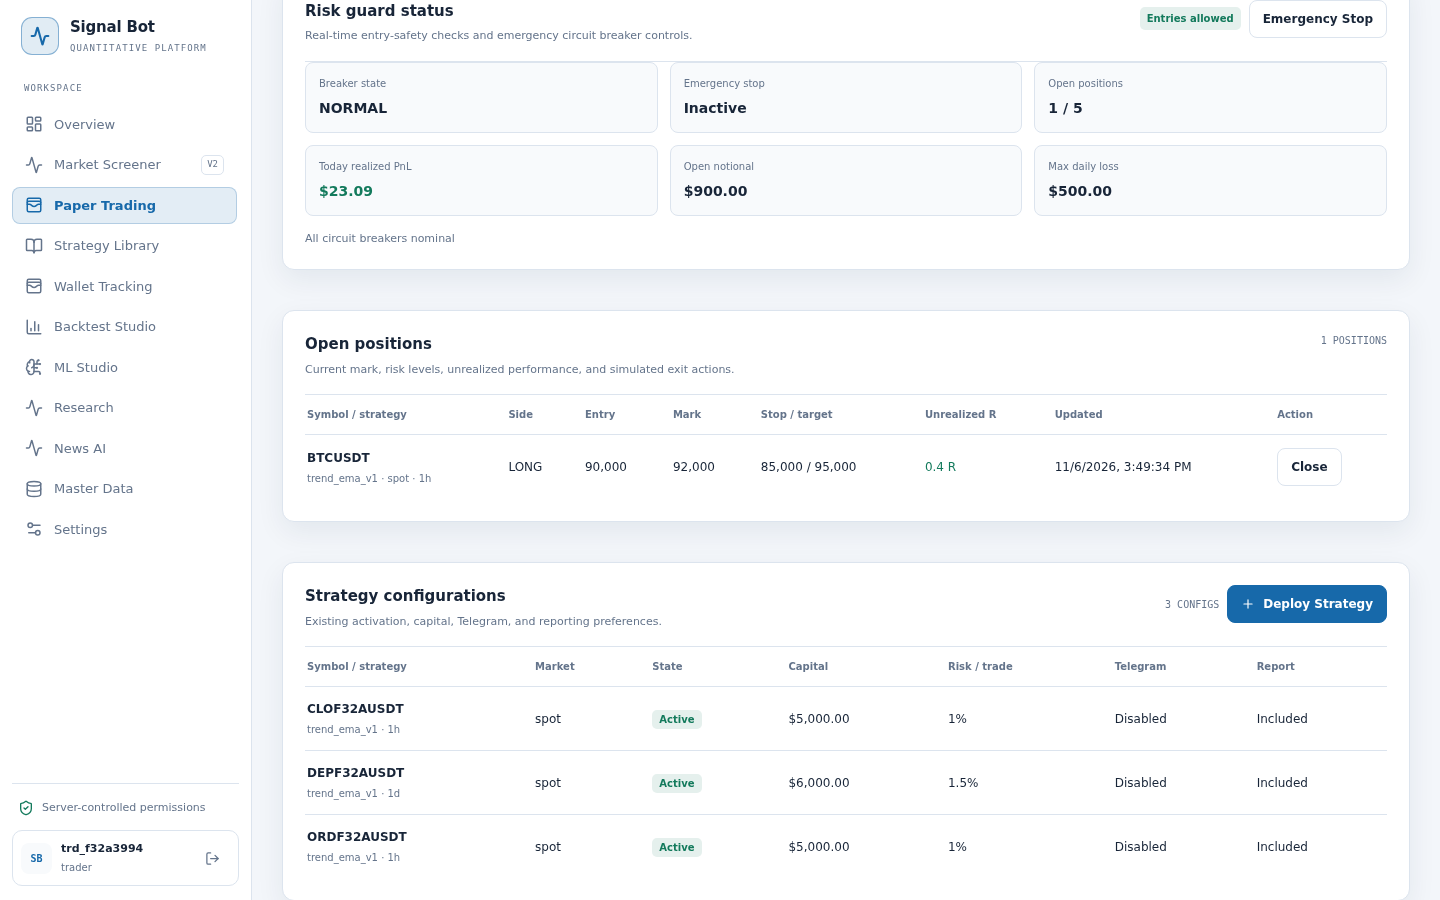 Signal Bot
QUANTITATIVE PLATFORM
WORKSPACE
Overview
Market Screener V2
Paper Trading
Strategy Library
Wallet Tracking
Backtest Studio
ML Studio
Research
News AI
Master Data
Settings
Server-controlled permissions
SB trd_f32a3994
trader
Risk guard status
Real-time entry-safety checks and emergency circuit breaker controls.
Entries allowed Emergency Stop
Breaker state
NORMAL
Emergency stop
Inactive
Open positions
1 / 5
Today realized PnL
$23.09
Open notional
$900.00
Max daily loss
$500.00
All circuit breakers nominal
Open positions
1 POSITIONS
Current mark, risk levels, unrealized performance, and simulated exit actions.
Symbol / strategy Side Entry Mark Stop / target Unrealized R Updated Action
BTCUSDT LONG 90,000 92,000 85,000 / 95,000 0.4 R 11/6/2026, 3:49:34 PM Close
trend_ema_v1 · spot · 1h
Strategy configurations
3 CONFIGS + Deploy Strategy
Existing activation, capital, Telegram, and reporting preferences.
Symbol / strategy Market State Capital Risk / trade Telegram Report
CLOF32AUSDT spot Active $5,000.00 1% Disabled Included
trend_ema_v1 · 1h
DEPF32AUSDT spot Active $6,000.00 1.5% Disabled Included
trend_ema_v1 · 1d
ORDF32AUSDT spot Active $5,000.00 1% Disabled Included
trend_ema_v1 · 1h